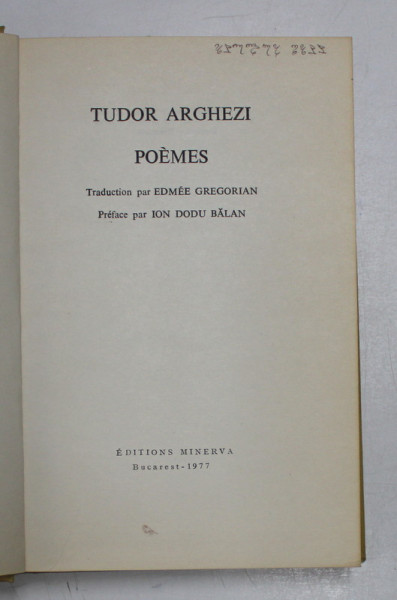 TUDOR ARGHEZI
POÈMES
Traduction par EDMÉE GREGORIAN
Préface par ION DODU BĂLAN
ÉDITIONS MINERVA
Bucarest-1977